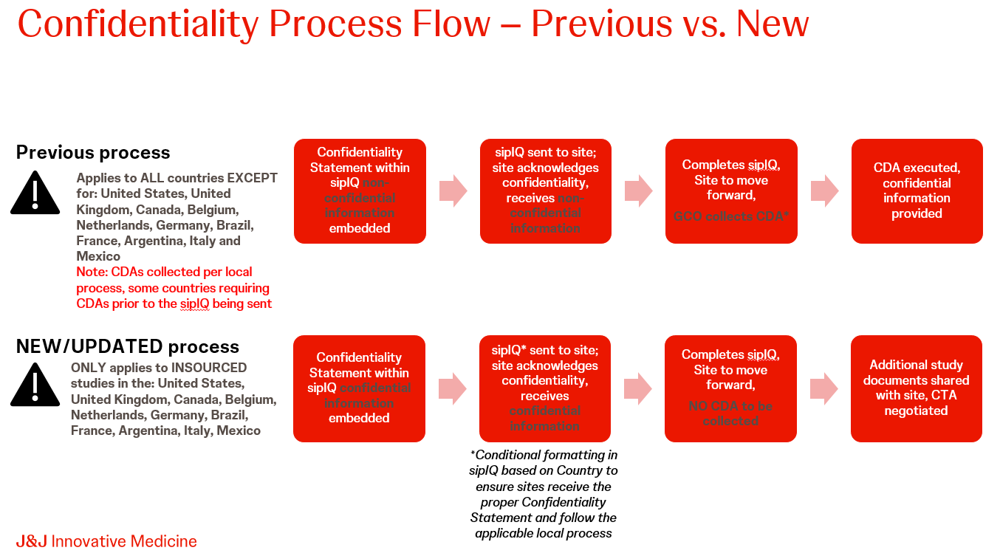 Confidentiality Process Flow – Previous vs. New
Previous process
Applies to ALL countries EXCEPT
for: United States, United
Kingdom, Canada, Belgium,
Netherlands, Germany, Brazil,
France, Argentina, Italy and
Mexico
Note: CDAs collected per local
process, some countries requiring
CDAs prior to the sipIQ being sent
Confidentiality
Statement within
sipIQ non-
confidential
information
embedded
sipIQ sent to site;
site acknowledges
confidentiality,
receives non-
confidential
information
Completes sipIQ,
Site to move
forward,
GCO collects CDA*
CDA executed,
confidential
information
provided
NEW/UPDATED process
ONLY applies to INSOURCED
studies in the: United States,
United Kingdom, Canada, Belgium,
Netherlands, Germany, Brazil,
France, Argentina, Italy, Mexico
Confidentiality
Statement within
sipIQ confidential
information
embedded
sipIQ* sent to site;
site acknowledges
confidentiality,
receives
confidential
information
Completes sipIQ,
Site to move
forward,
NO CDA to be
collected
Additional study
documents shared
with site, CTA
negotiated
*Conditional formatting in
sipIQ based on Country to
ensure sites receive the
proper Confidentiality
Statement and follow the
applicable local process
J&J Innovative Medicine